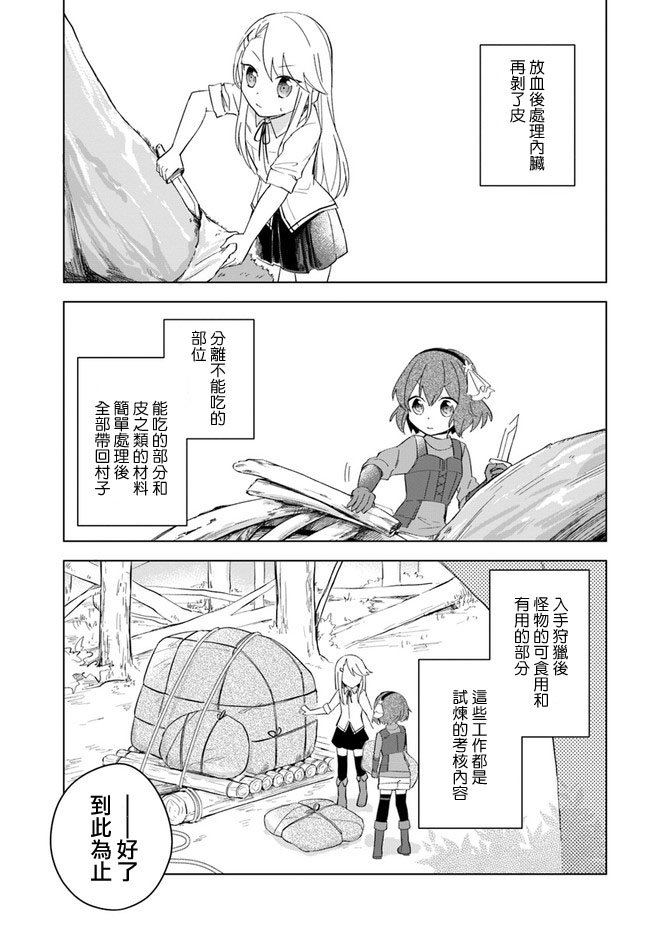 放血後處理內臟
再剝了皮
分離不能吃的
部位
能吃的部分和
皮之類的材料
簡單處理後
全部帶回村子
入手狩獵後
怪物的可食用和
有用的部分
這些工作都是
試煉的考核內容
——好了
到此為止